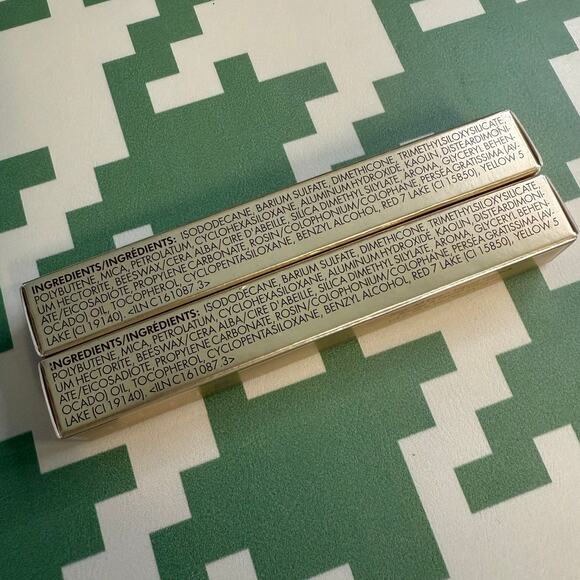 INGREDIENTS/INGRÉDIENTS: ISODODECANE, BARIUM SULFATE, DIMETHICONE, TRIMETHYLSILOXYSILICATE,
POLYBUTENE, MICA, PETROLATUM, CYCLOHEXASILOXANE, ALUMINUM HYDROXIDE, KAOLIN, DISTEARDIMONI-
UM HECTORITE, BEESWAX/CERA ALBA/CIRE D'ABEILLE, SILICA DIMETHYL SILYLATE, AROMA, GLYCERYL BEHEN-
ATE/EICOSADIOATE, PROPYLENE CARBONATE, ROSIN/COLOPHONIUM/COLOPHANE, PERSEA GRATISSIMA (AV-
OCADO) OIL, TOCOPHEROL, CYCLOPENTASILOXANE, BENZYL ALCOHOL, RED 7 LAKE (CI 15850), YELLOW 5
LAKE (CI 19140). <ILN C161087.3>
INGREDIENTS/INGRÉDIENTS: ISODODECANE, BARIUM SULFATE, DIMETHICONE, TRIMETHYLSILOXYSILICATE,
POLYBUTENE, MICA, PETROLATUM, CYCLOHEXASILOXANE, ALUMINUM HYDROXIDE, KAOLIN, DISTEARDIMONI-
UM HECTORITE, BEESWAX/CERA ALBA/CIRE D'ABEILLE, SILICA DIMETHYL SILYLATE, AROMA, GLYCERYL BEHEN-
ATE/EICOSADIOTE, PROPYLENE CARBONATE, ROSIN/COLOPHONIUM/COLOPHANE, PERSEA GRATISSIMA (AV-
OCADO) OIL, TOCOPHEROL, CYCLOPENTASILOXANE, BENZYL ALCOHOL, RED 7 LAKE (CI 15850), YELLOW 5
LAKE (CI 19140). <ILN C161087.3>